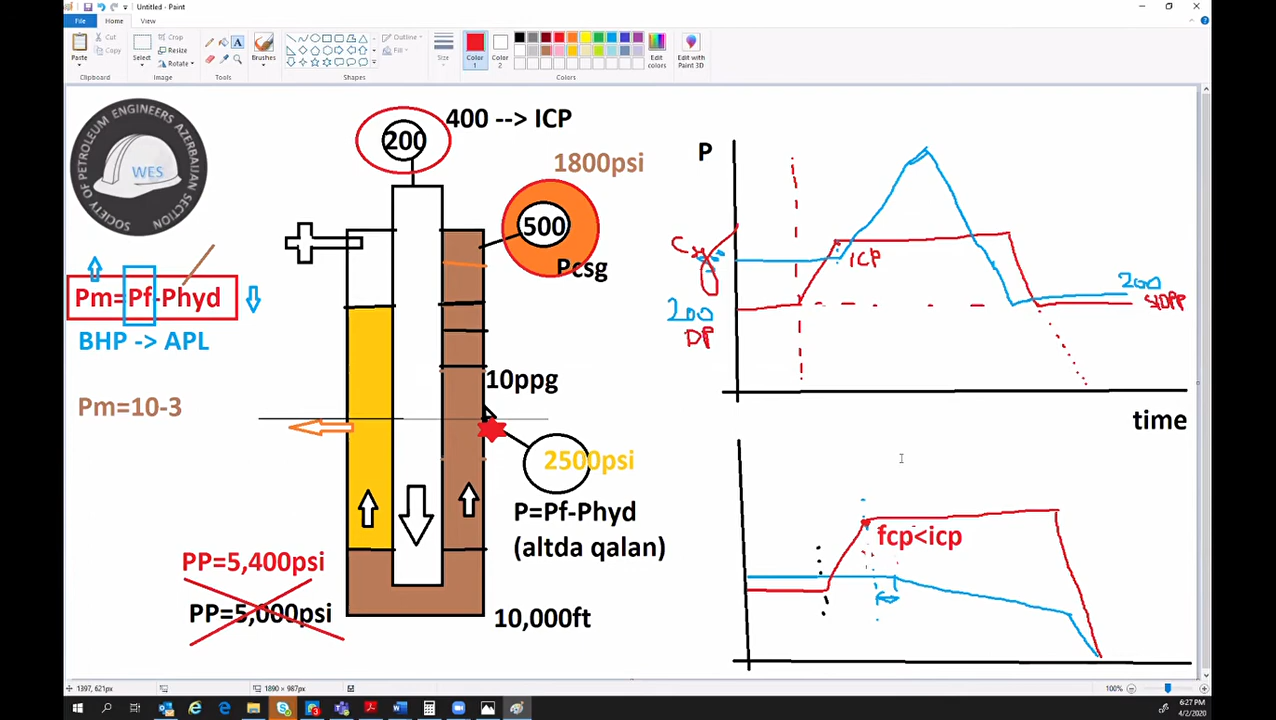 Untitled - Paint
File
Home
View
Paste
Cut
Copy
Clipboard
Select
Crop
Resize
Rotate
Image
Tools
Brushes
Shapes
Outline
Fill
Size
Color
1
Color
2
Colors
Edit
colors
Edit with
Paint 3D
SOCIETY OF PETROLEUM ENGINEERS AZERBAIJAN SECTION
WES
200
400 --> ICP
1800psi
500
Pcsg
Pm=Pf-Phyd
BHP -> APL
Pm=10-3
10ppg
2500psi
P=Pf-Phyd
(altda qalan)
PP=5,400psi
PP=5,000psi
10,000ft
P
ICP
200
DP
200
SIDPP
time
fcp<icp
1397, 621px
1890 × 987px
100%
6:27 PM
4/2/2020